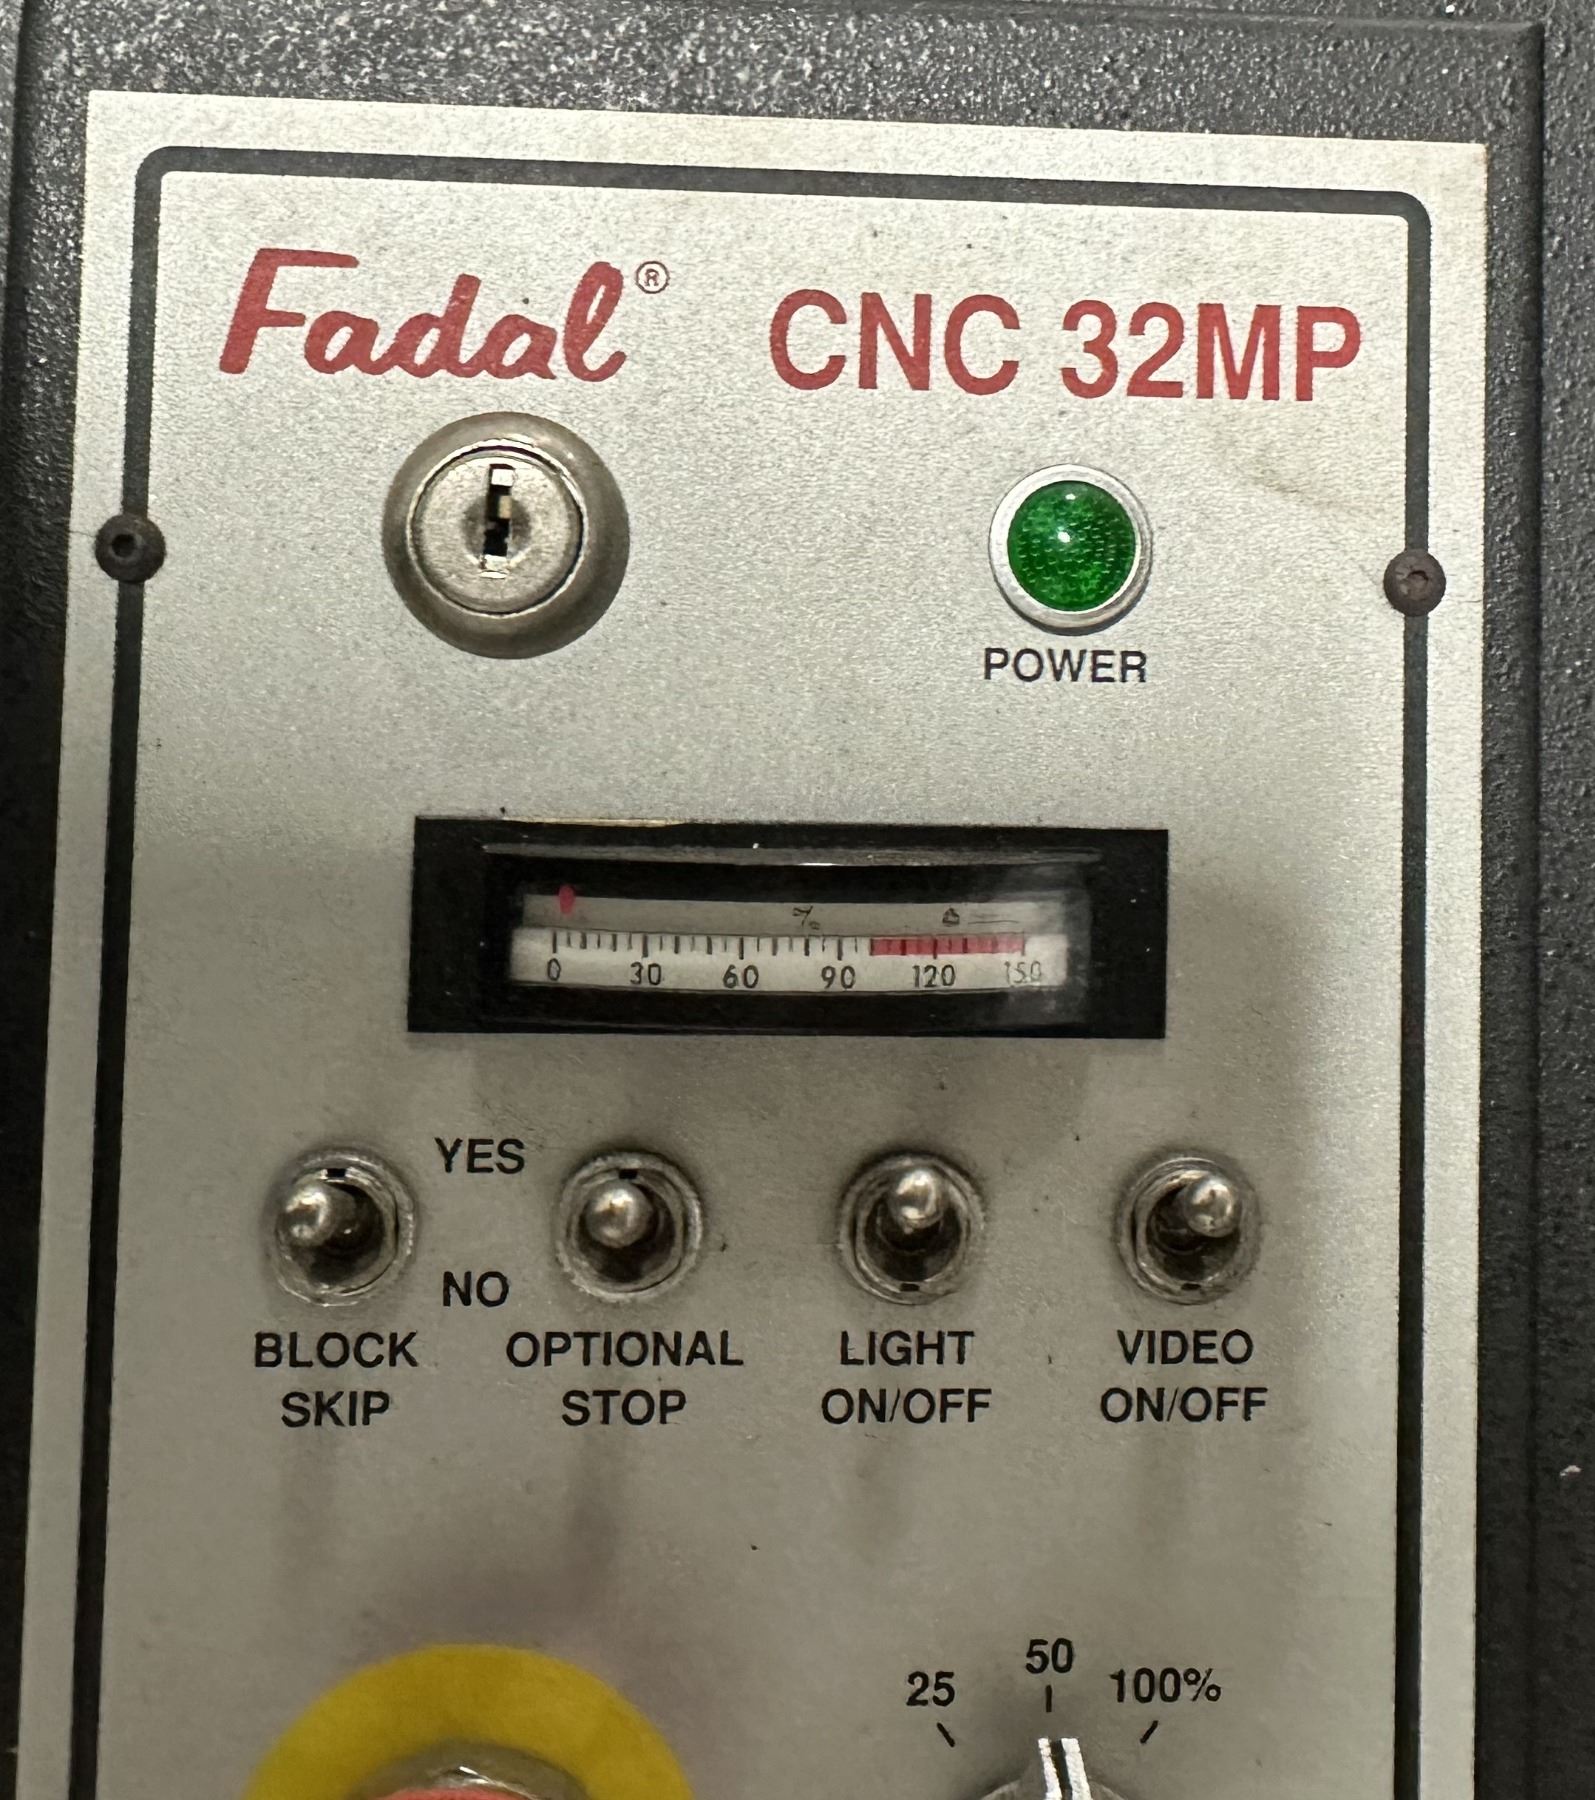 Fadal® CNC 32MP
POWER
%
0 30 60 90 120 150
YES
NO
BLOCK SKIP
OPTIONAL STOP
LIGHT ON/OFF
VIDEO ON/OFF
25 50 100%